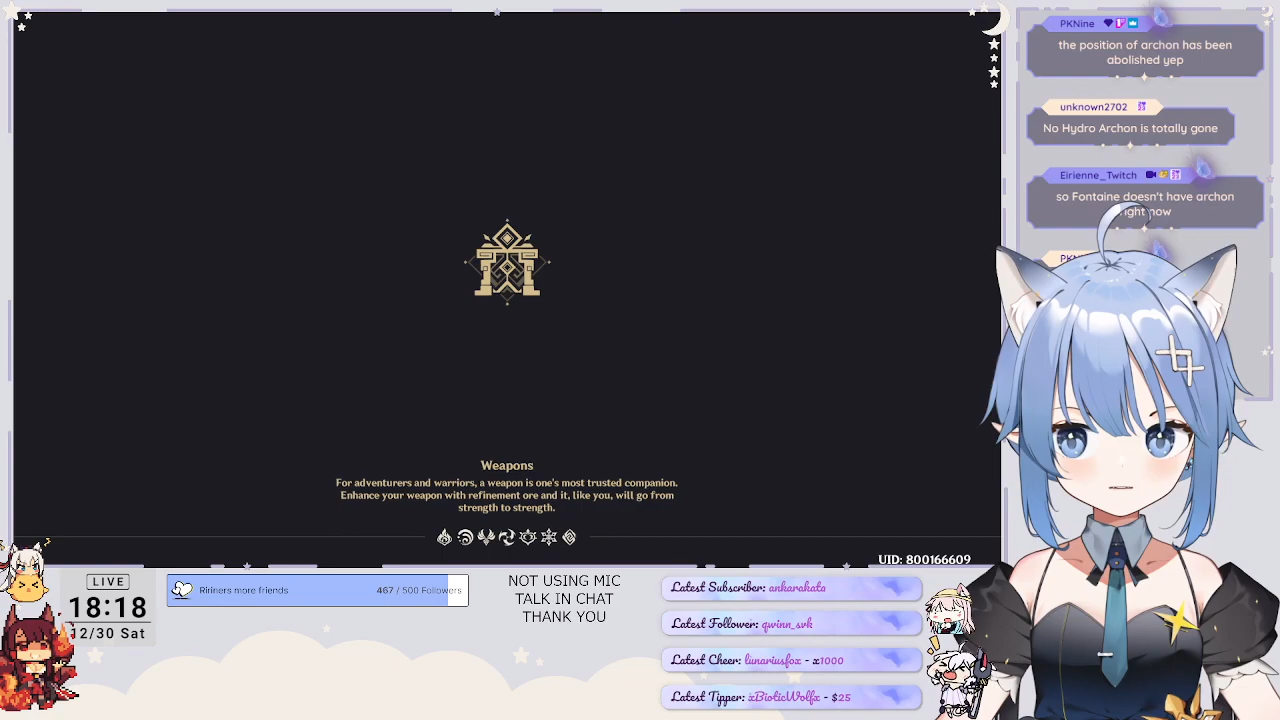 PKNine
the position of archon has been
abolished yep
unknown2702
No Hydro Archon is totally gone
Eirienne_Twitch
so Fontaine doesn't have archon
right now
Weapons
For adventurers and warriors, a weapon is one's most trusted companion.
Enhance your weapon with refinement ore and it, like you, will go from
strength to strength.
UID: 800166609
LIVE
18:18
12/30 Sat
Ririners more friends
467 / 500 Followers
NOT USING MIC
TALK IN CHAT
THANK YOU
Latest Subscriber: ankarakata
Latest Follower: qwinn_svk
Latest Cheer: lunariusfox - x1000
Latest Tipper: xBioticWolfx - $25